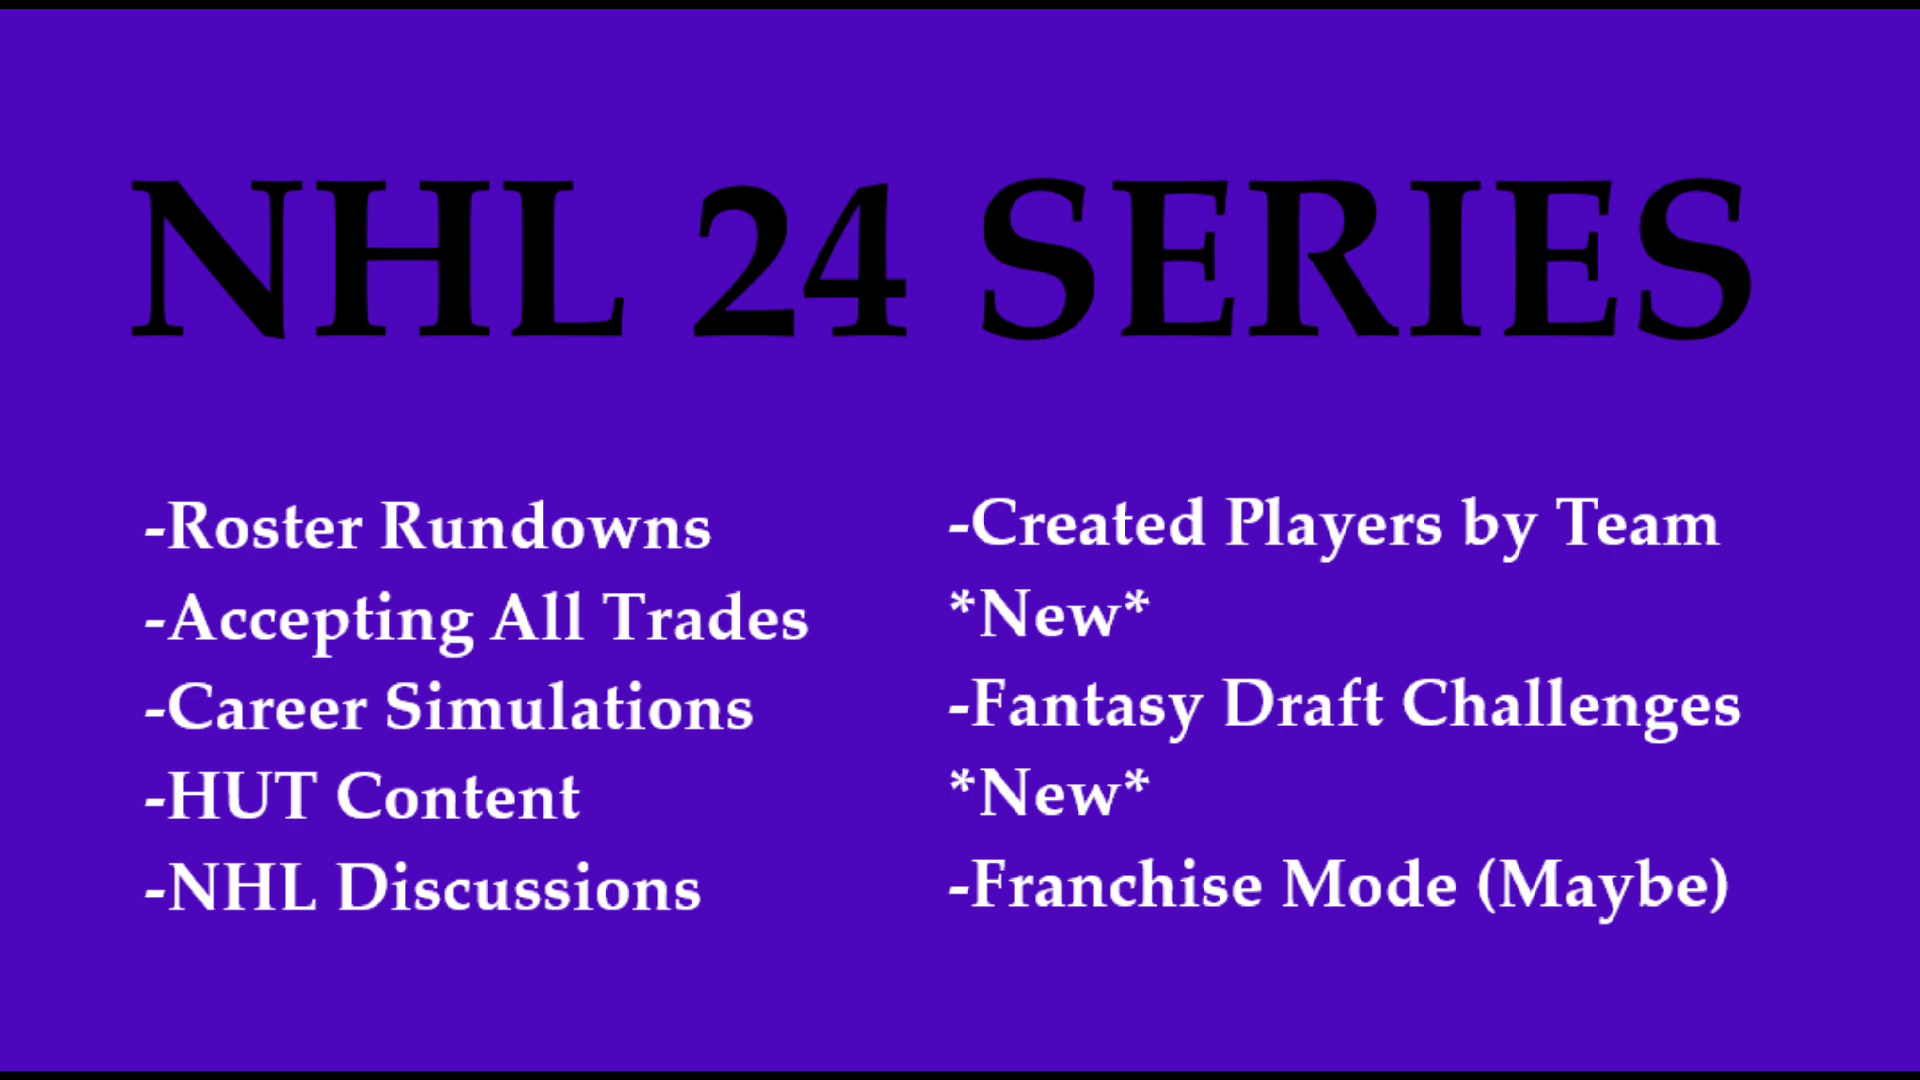 NHL 24 SERIES
-Roster Rundowns
-Accepting All Trades
-Career Simulations
-HUT Content
-NHL Discussions
-Created Players by Team
*New*
-Fantasy Draft Challenges
*New*
-Franchise Mode (Maybe)